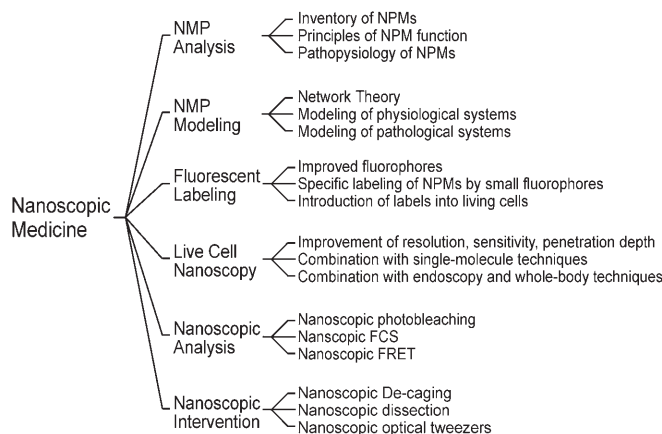 Nanoscopic
Medicine
NMP
Analysis
Inventory of NPMs
Principles of NPM function
Pathopysiology of NPMs
NMP
Modeling
Network Theory
Modeling of physiological systems
Modeling of pathological systems
Fluorescent
Labeling
Improved fluorophores
Specific labeling of NPMs by small fluorophores
Introduction of labels into living cells
Live Cell
Nanoscopy
Improvement of resolution, sensitivity, penetration depth
Combination with single-molecule techniques
Combination with endoscopy and whole-body techniques
Nanoscopic
Analysis
Nanoscopic photobleaching
Nanscopic FCS
Nanoscopic FRET
Nanoscopic
Intervention
Nanoscopic De-caging
Nanoscopic dissection
Nanoscopic optical tweezers